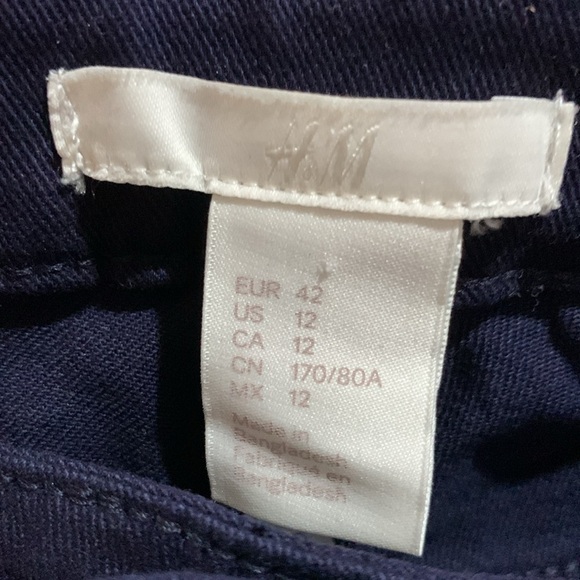 H&M
EUR 42
US 12
CA 12
CN 170/80A
MX 12
Made in
Bangladesh
Fabriqué en
Bangladesh